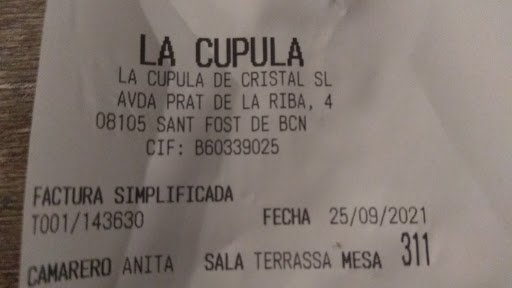 LA CUPULA
LA CUPULA DE CRISTAL SL
AVDA PRAT DE LA RIBA, 4
08105 SANT FOST DE BCN
CIF: B60339025
FACTURA SIMPLIFICADA
T001/143630 FECHA 25/09/2021
CAMARERO ANITA SALA TERRASSA MESA 311